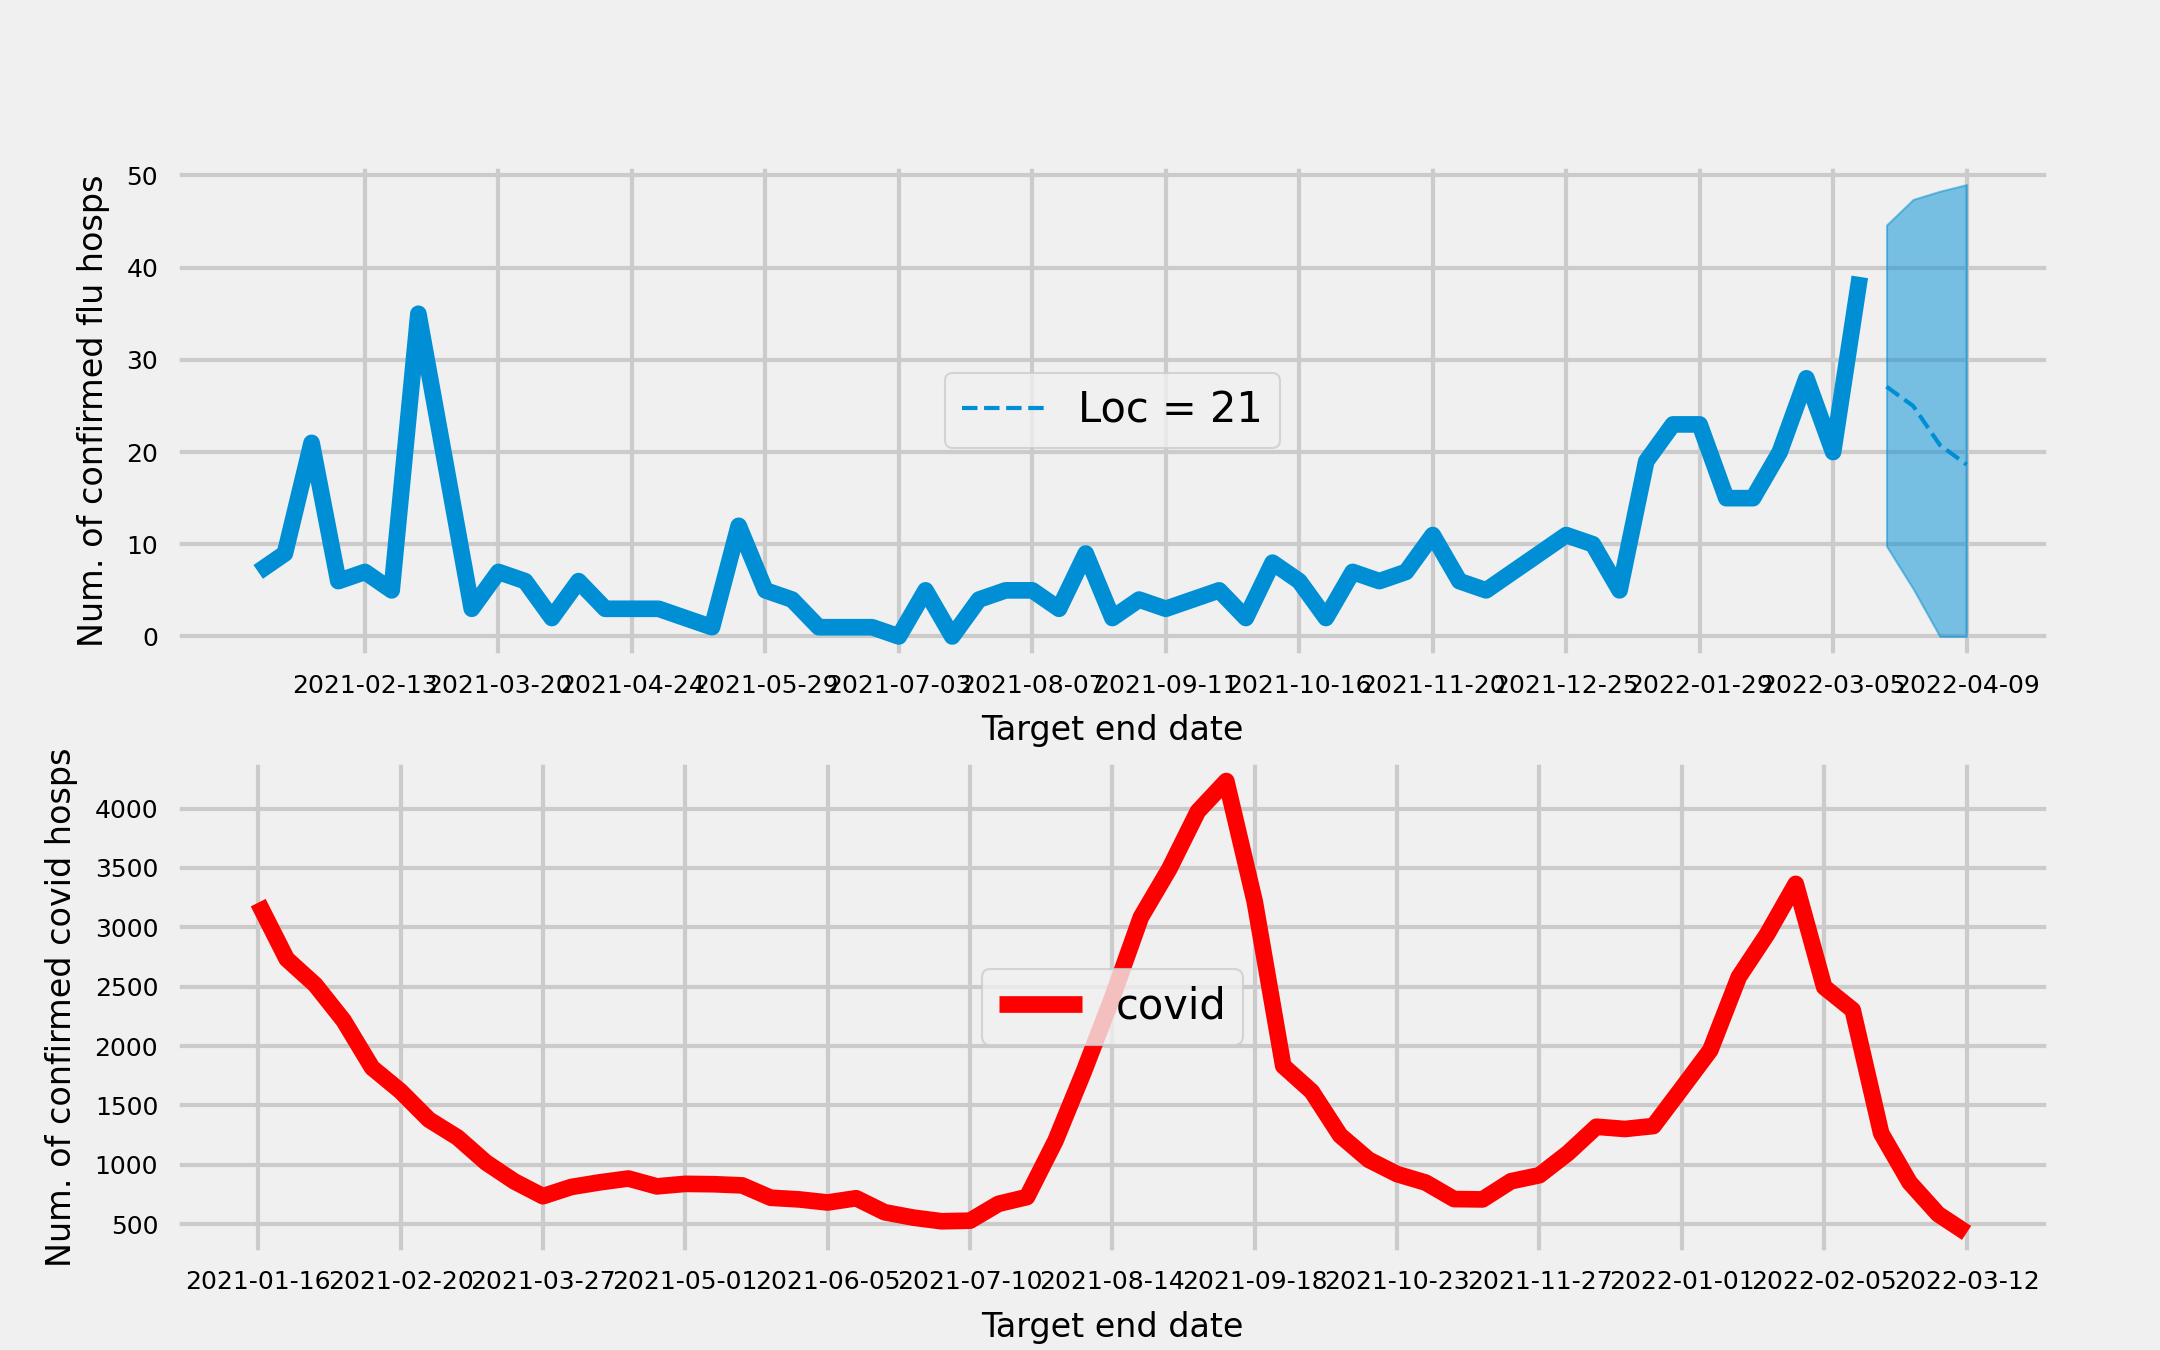 Num. of confirmed flu hosps
50
40
30
20
10
0
Loc = 21
2021-02-13 2021-03-20 2021-04-24 2021-05-29 2021-07-03 2021-08-07 2021-09-11 2021-10-16 2021-11-20 2021-12-25 2022-01-29 2022-03-05 2022-04-09
Target end date
Num. of confirmed covid hosps
4000
3500
3000
2500
2000
1500
1000
500
covid
2021-01-16 2021-02-20 2021-03-27 2021-05-01 2021-06-05 2021-07-10 2021-08-14 2021-09-18 2021-10-23 2021-11-27 2022-01-01 2022-02-05 2022-03-12
Target end date